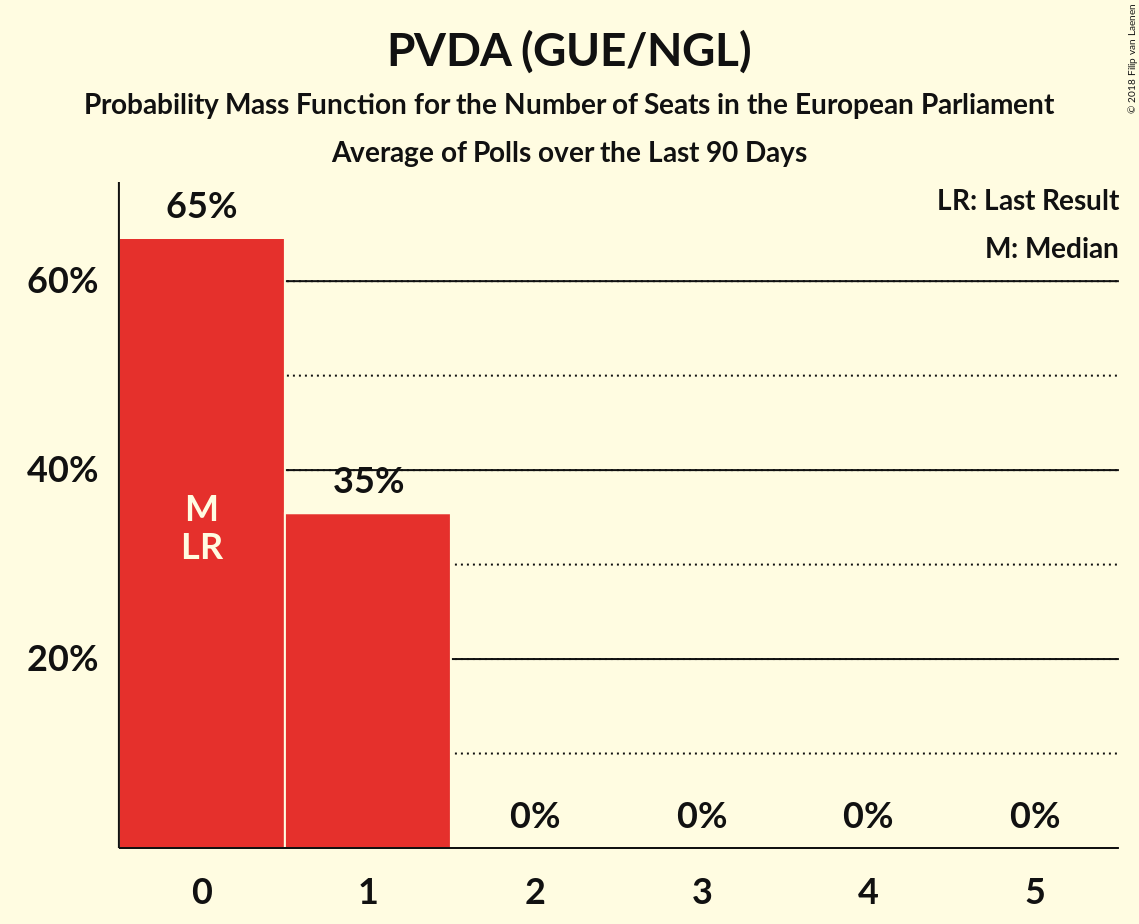 PVDA (GUE/NGL)
Probability Mass Function for the Number of Seats in the European Parliament
Average of Polls over the Last 90 Days
© 2018 Filip van Laenen
LR: Last Result
M: Median
65%
60%
40%
35%
M
LR
20%
0% 0% 0% 0%
0 1 2 3 4 5